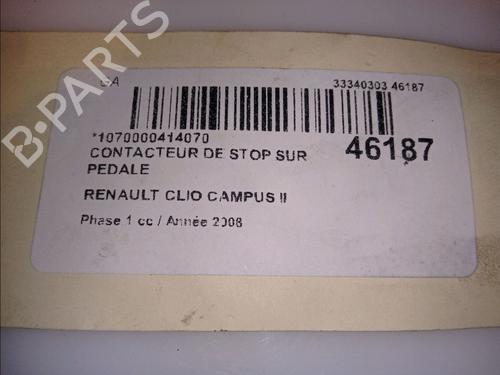 GA
33340303 46187
*1070000414070
46187
CONTACTEUR DE STOP SUR
PEDALE
RENAULT CLIO CAMPUS II
Phase 1 cc / Année 2008
B-PARTS